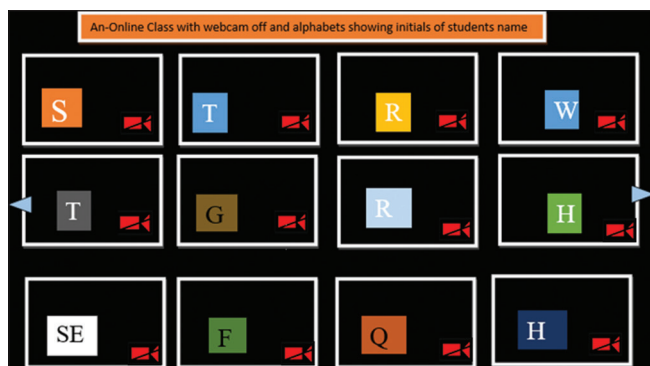 An-Online Class with webcam off and alphabets showing initials of students name
S
T
R
W
T
G
R
H
SE
F
Q
H